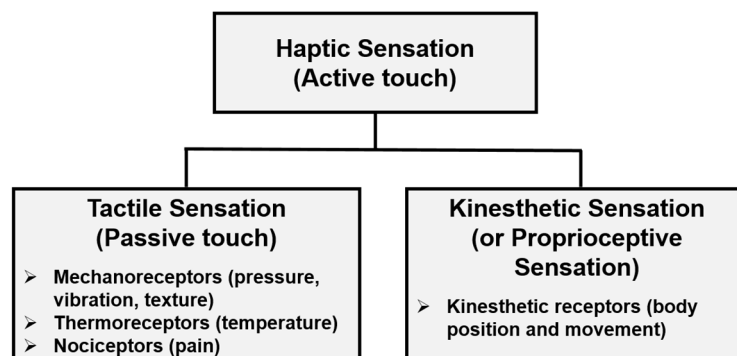 Haptic Sensation
(Active touch)
Tactile Sensation
(Passive touch)
➢ Mechanoreceptors (pressure,
vibration, texture)
➢ Thermoreceptors (temperature)
➢ Nociceptors (pain)
Kinesthetic Sensation
(or Proprioceptive
Sensation)
➢ Kinesthetic receptors (body
position and movement)